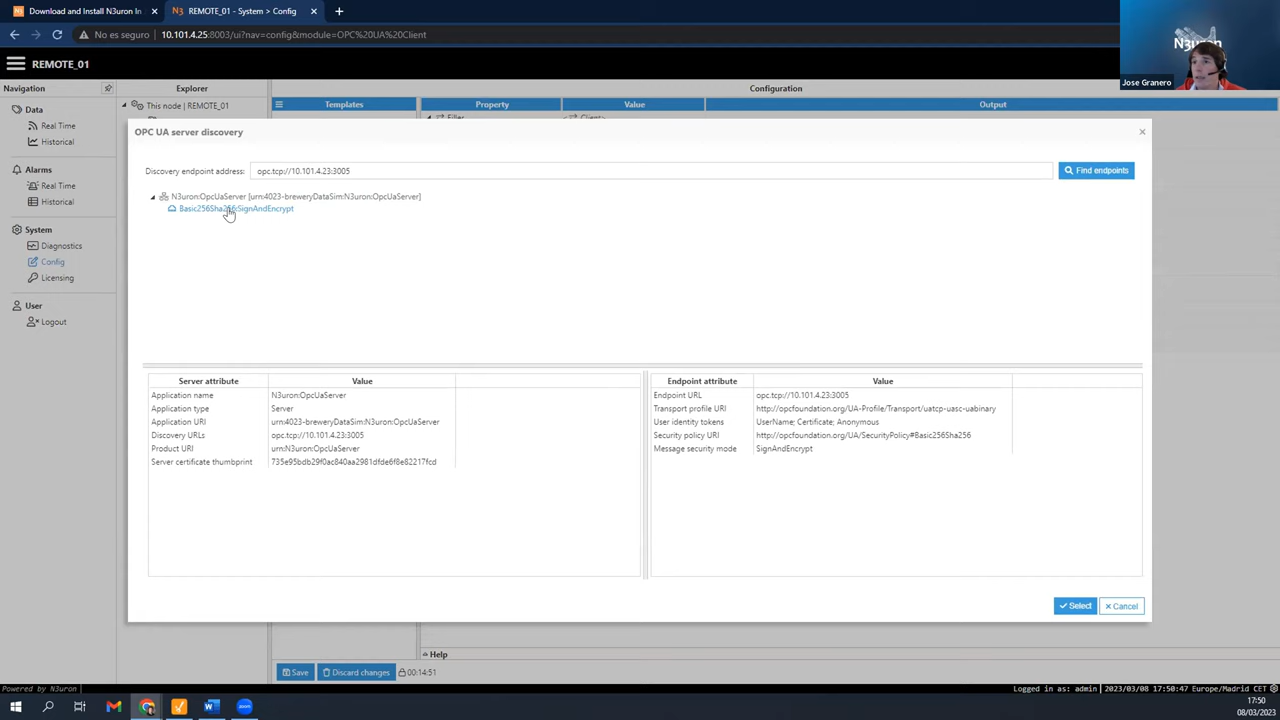 Download and Install N3uron In
REMOTE_01 - System > Config
No es seguro
10.101.4.25:8003/ui?nav=config&module=OPC%20UA%20Client
N3uron
Jose Granero
REMOTE_01
Navigation
Explorer
Configuration
Data
Real Time
Historical
Alarms
Real Time
Historical
System
Diagnostics
Config
Licensing
User
Logout
This node | REMOTE_01
Templates
Property
Value
Output
OPC UA server discovery
Discovery endpoint address:
opc.tcp://10.101.4.23:3005
Find endpoints
N3uron:OpcUaServer [urn:4023-breweryDataSim:N3uron:OpcUaServer]
Basic256Sha256:SignAndEncrypt
Server attribute Value
Application name N3uron:OpcUaServer
Application type Server
Application URI urn:4023-breweryDataSim:N3uron:OpcUaServer
Discovery URLs opc.tcp://10.101.4.23:3005
Product URI urn:N3uron:OpcUaServer
Server certificate thumbprint 735e95bdb29f0ac840aa2981dfde6f8e82217fcd
Endpoint attribute Value
Endpoint URL opc.tcp://10.101.4.23:3005
Transport profile URI http://opcfoundation.org/UA-Profile/Transport/uatcp-uasc-uabinary
User identity tokens UserName; Certificate; Anonymous
Security policy URI http://opcfoundation.org/UA/SecurityPolicy#Basic256Sha256
Message security mode SignAndEncrypt
Select
Cancel
Help
Save
Discard changes
00:14:51
Powered by N3uron
Logged in as: admin | 2023/03/08 17:50:47 Europe/Madrid CET
17:50
08/03/2023